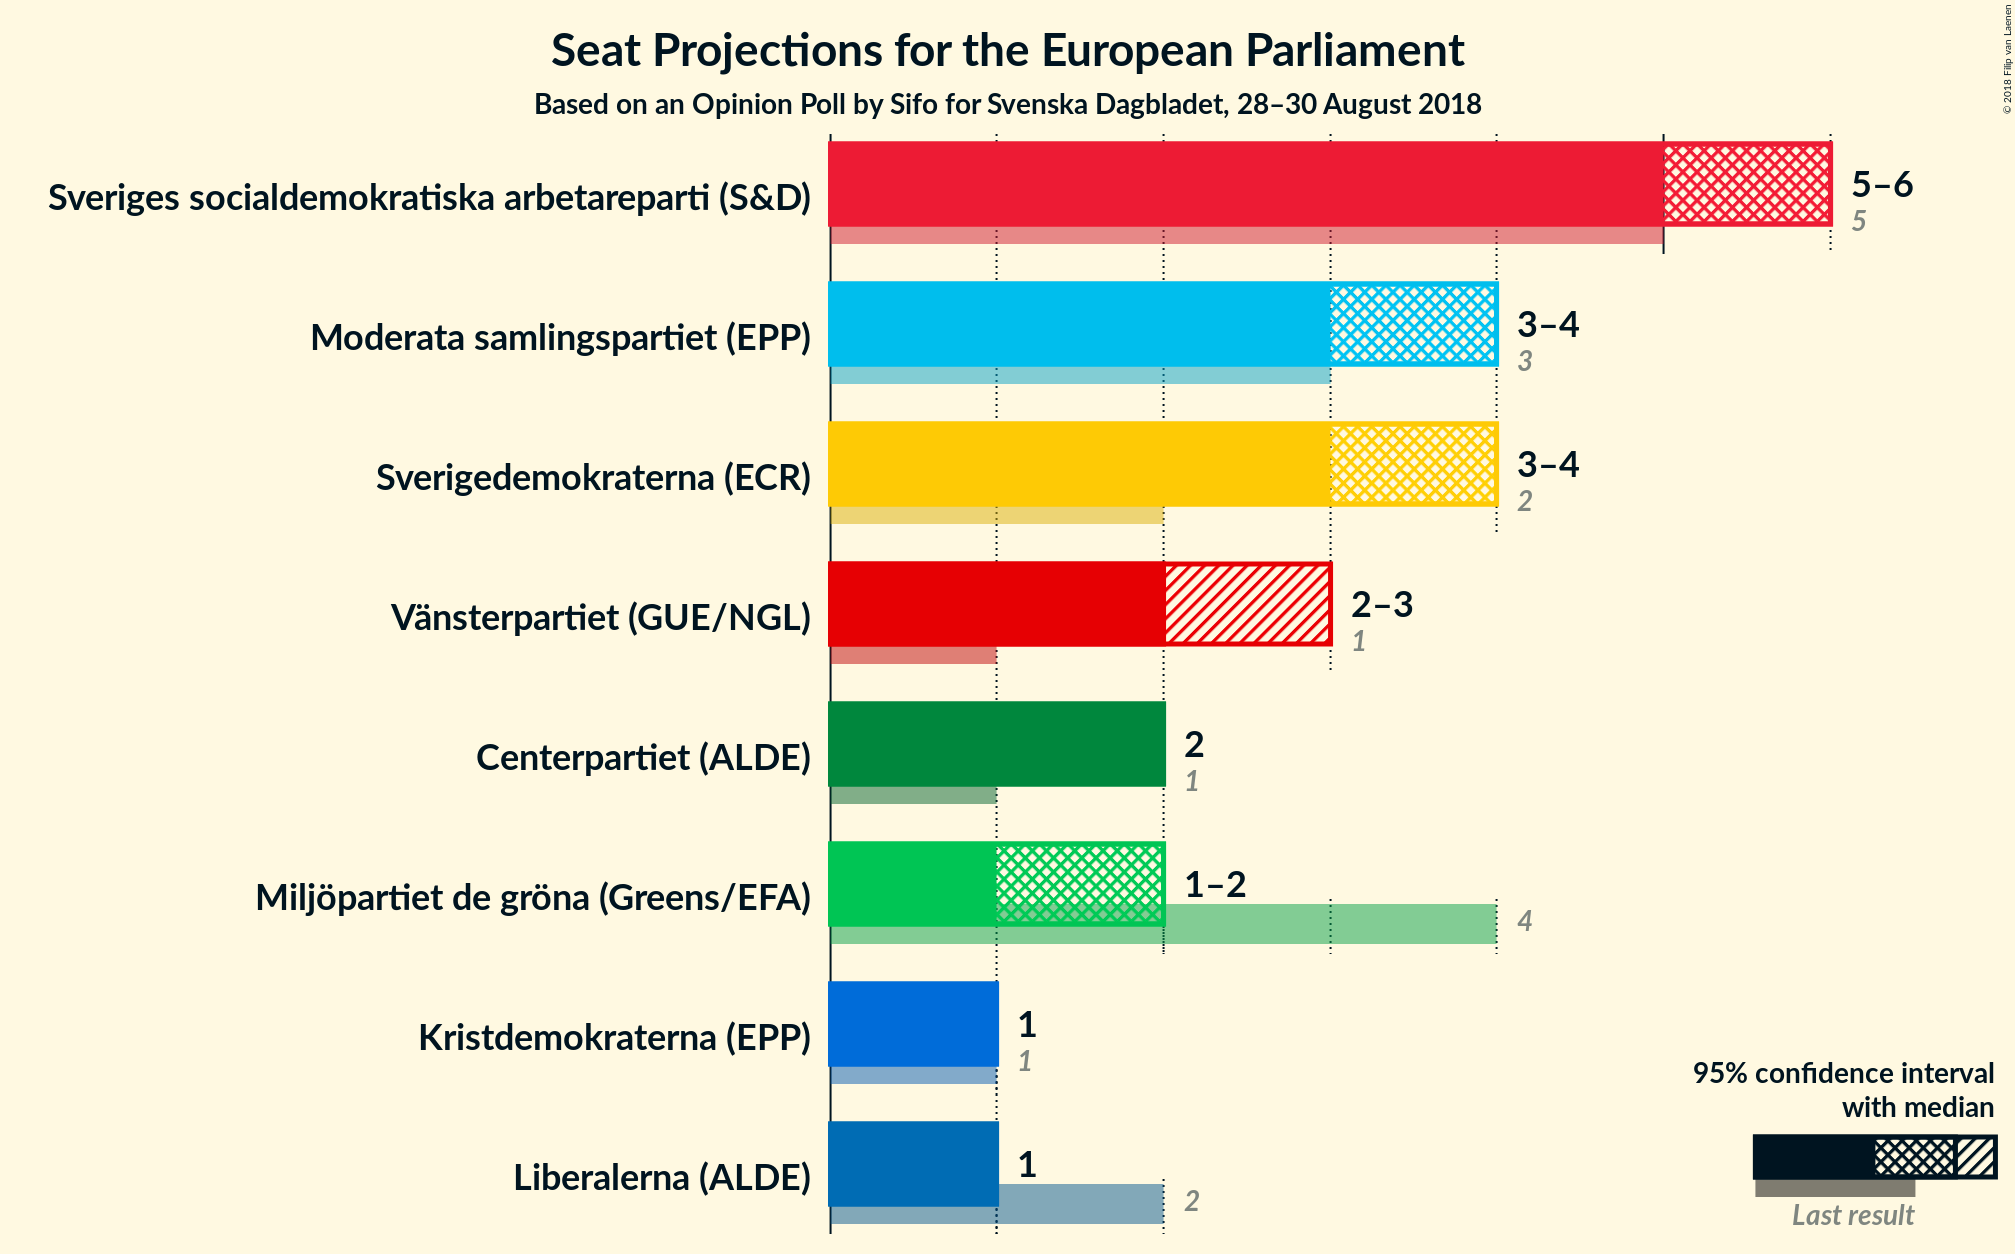 Seat Projections for the European Parliament
Based on an Opinion Poll by Sifo for Svenska Dagbladet, 28–30 August 2018
© 2018 Filip van Laenen
Sveriges socialdemokratiska arbetareparti (S&D)
5–6
5
Moderata samlingspartiet (EPP)
3–4
3
Sverigedemokraterna (ECR)
3–4
2
Vänsterpartiet (GUE/NGL)
2–3
1
Centerpartiet (ALDE)
2
1
Miljöpartiet de gröna (Greens/EFA)
1–2
4
Kristdemokraterna (EPP)
1
1
Liberalerna (ALDE)
1
2
95% confidence interval
with median
Last result